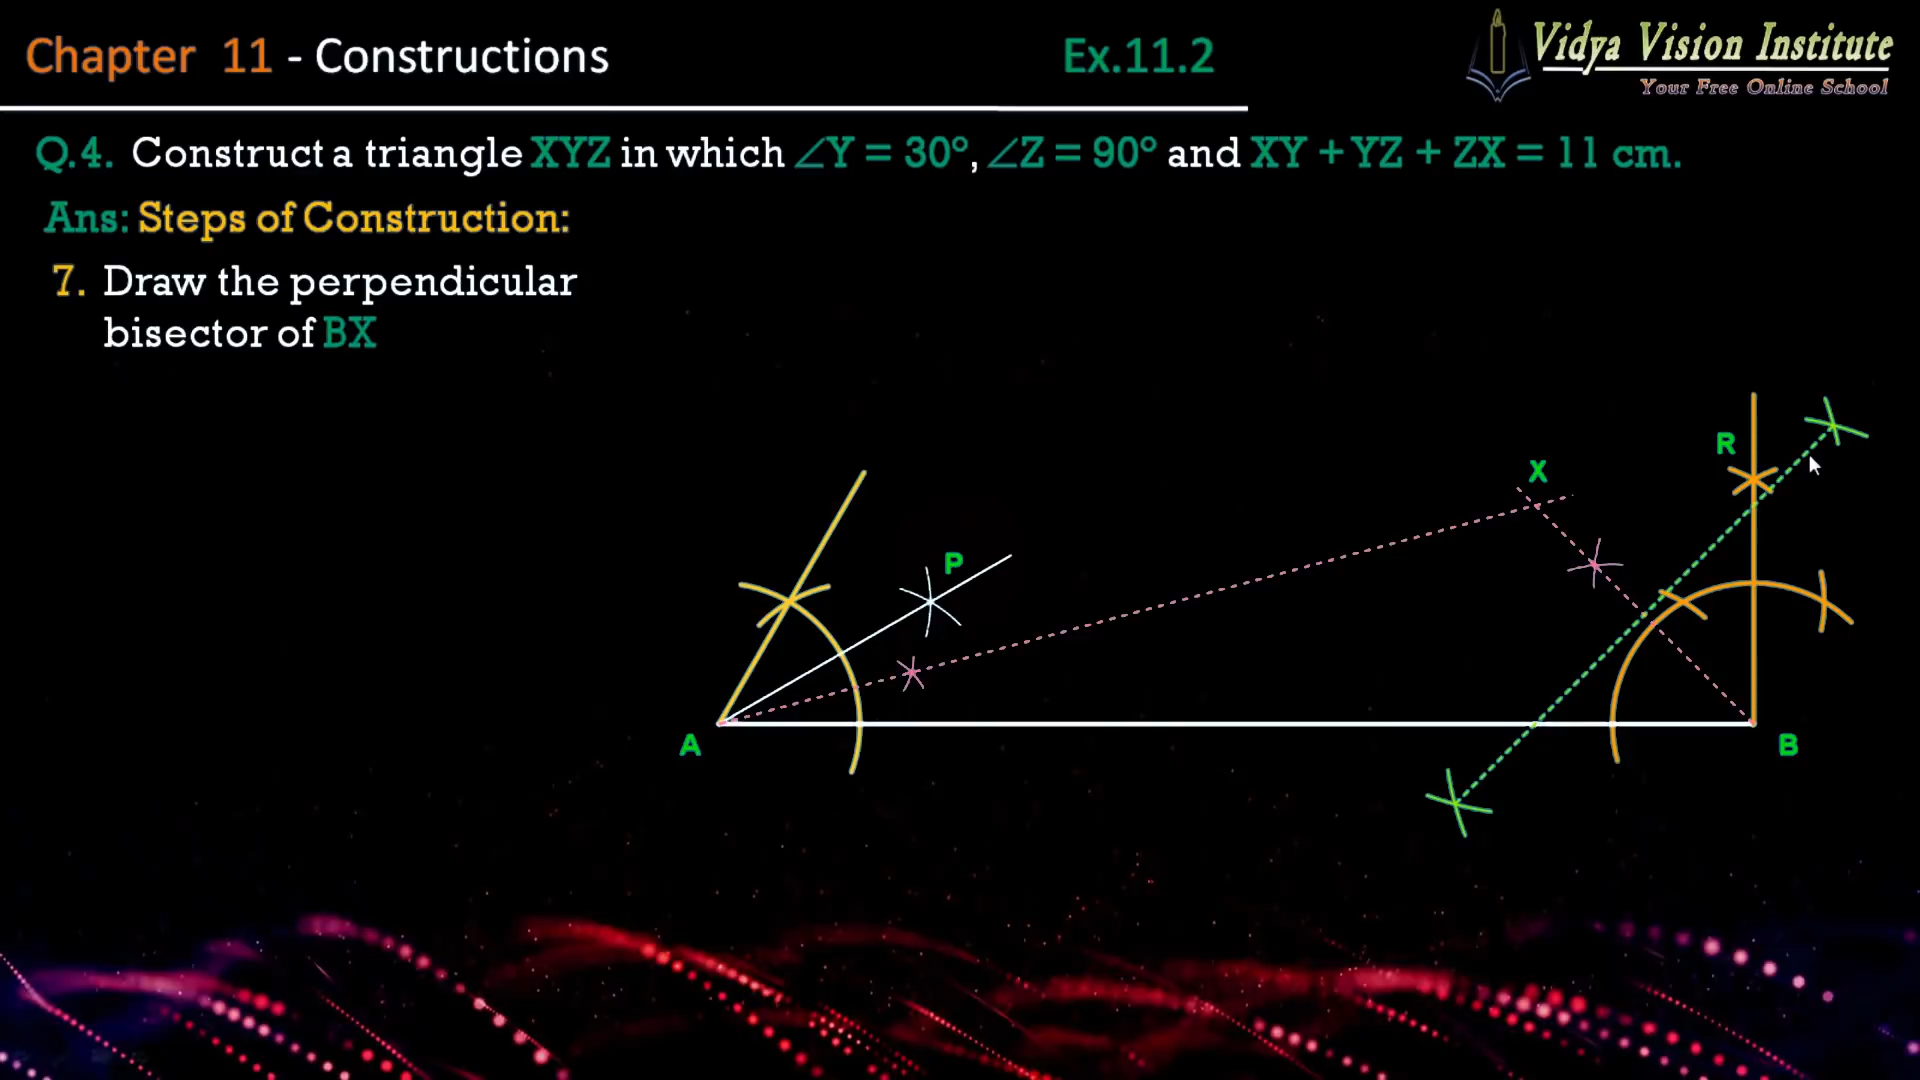 Chapter 11 - Constructions
Ex.11.2
Vidya Vision Institute
Your Free Online School
Q.4. Construct a triangle XYZ in which ∠Y = 30°, ∠Z = 90° and XY + YZ + ZX = 11 cm.
Ans: Steps of Construction:
7. Draw the perpendicular
bisector of BX
R
X
P
A
B